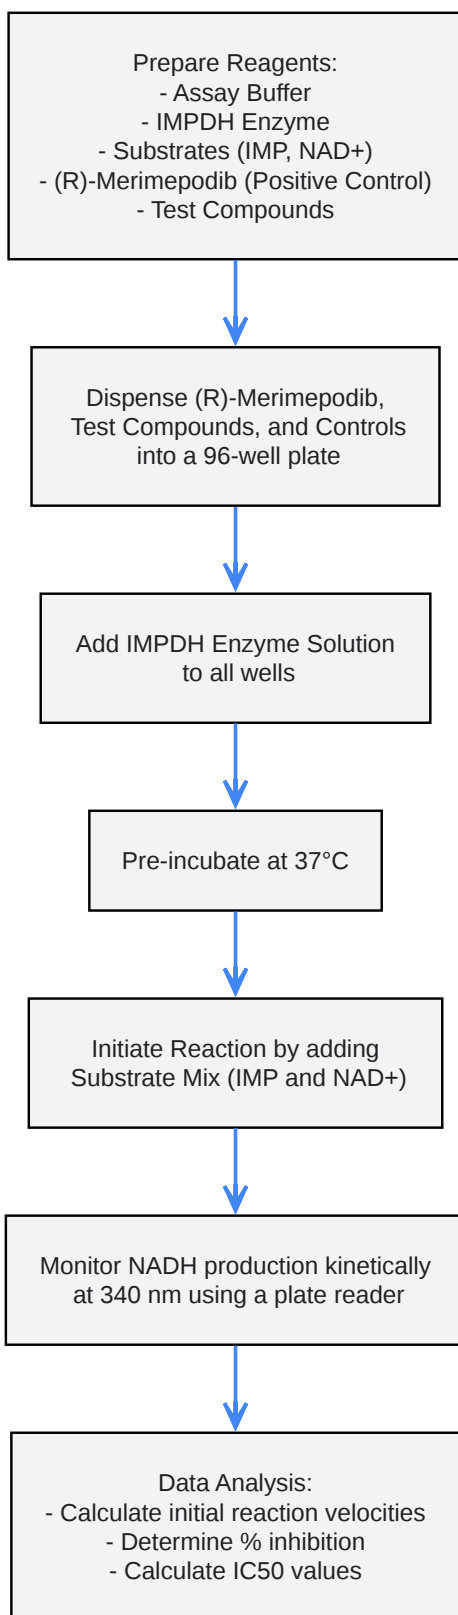 Prepare Reagents:
- Assay Buffer
- IMPDH Enzyme
- Substrates (IMP, NAD+)
- (R)-Merimepodib (Positive Control)
- Test Compounds
Dispense (R)-Merimepodib,
Test Compounds, and Controls
into a 96-well plate
Add IMPDH Enzyme Solution
to all wells
Pre-incubate at 37°C
Initiate Reaction by adding
Substrate Mix (IMP and NAD+)
Monitor NADH production kinetically
at 340 nm using a plate reader
Data Analysis:
- Calculate initial reaction velocities
- Determine % inhibition
- Calculate IC50 values